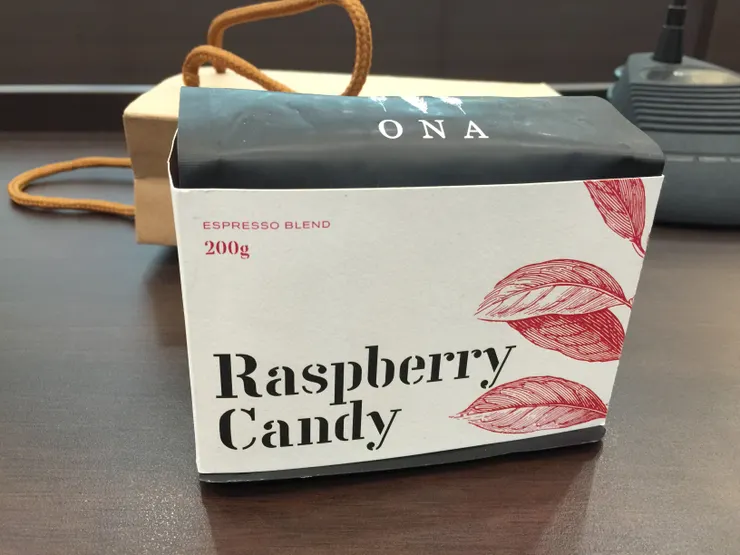 ONA
ESPRESSO BLEND
200g
Raspberry
Candy